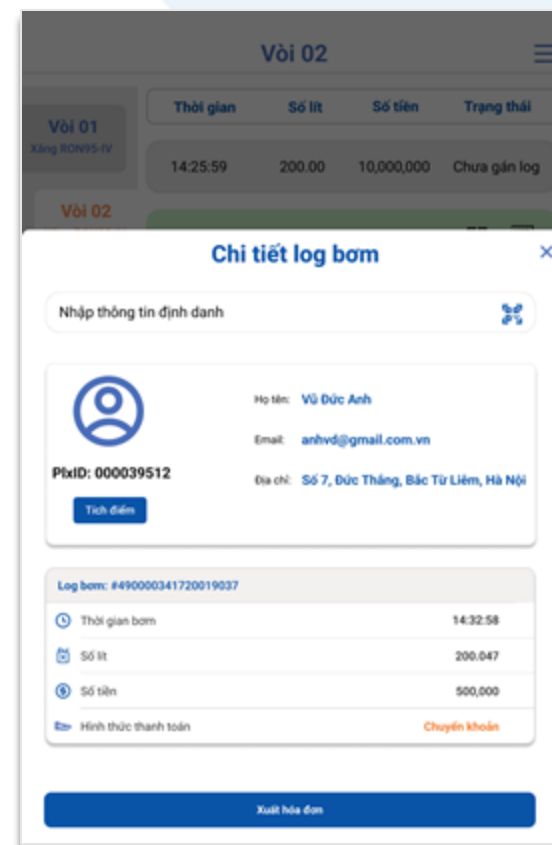 Vòi 02
Thời gian Số lít Số tiền Trạng thái
Vòi 01
Xăng RON95-IV
14:25:59 200.00 10,000,000 Chưa gán log
Vòi 02
Chi tiết log bơm
Nhập thông tin định danh
Họ tên: Vũ Đức Anh
Email: anhvd@gmail.com.vn
PlxID: 000039512
Địa chỉ: Số 7, Đức Thắng, Bắc Từ Liêm, Hà Nội
Tích điểm
Log bơm: #490000341720019037
Thời gian bơm 14:32:58
Số lít 200.047
Số tiền 500,000
Hình thức thanh toán Chuyển khoản
Xuất hóa đơn